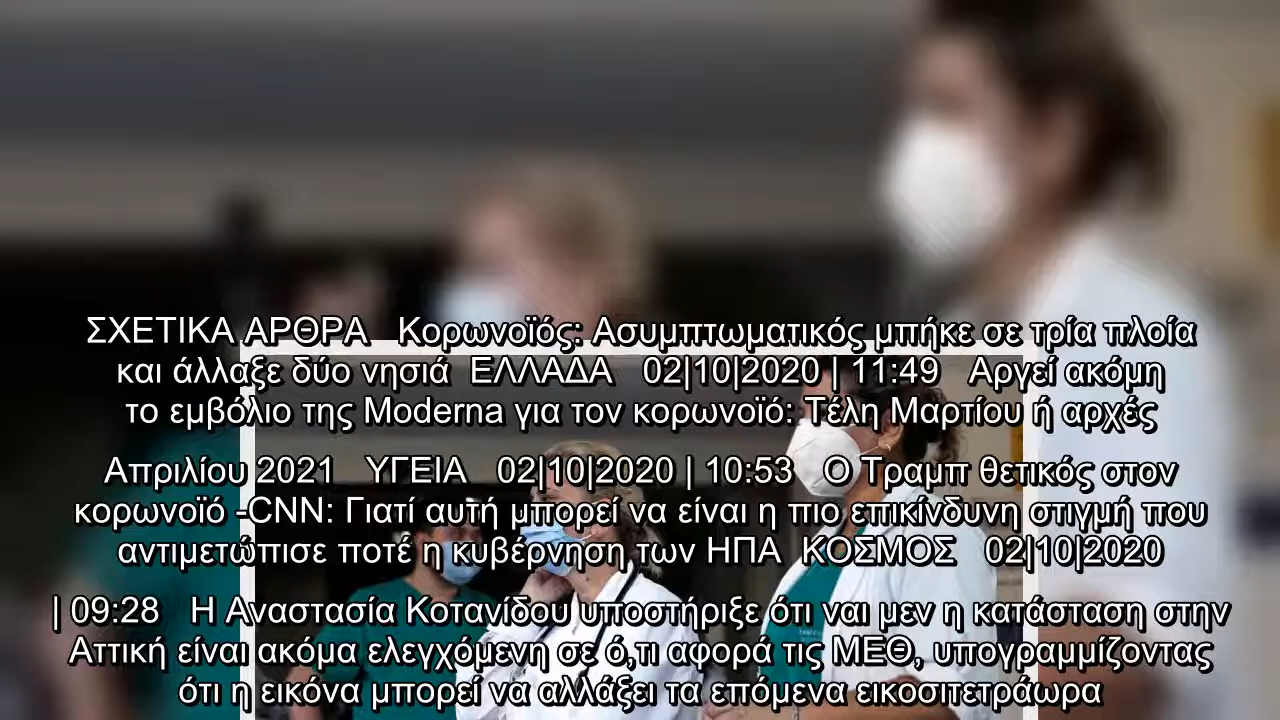 ΣΧΕΤΙΚΑ ΑΡΘΡΑ Κορωνοϊός: Ασυμπτωματικός μπήκε σε τρία πλοία
και άλλαξε δύο νησιά ΕΛΛΑΔΑ 02|10|2020 | 11:49 Αργεί ακόμη
το εμβόλιο της Moderna για τον κορωνοϊό: Τέλη Μαρτίου ή αρχές
Απριλίου 2021 ΥΓΕΙΑ 02|10|2020 | 10:53 Ο Τραμπ θετικός στον
κορωνοϊό -CNN: Γιατί αυτή μπορεί να είναι η πιο επικίνδυνη στιγμή που
αντιμετώπισε ποτέ η κυβέρνηση των ΗΠΑ ΚΟΣΜΟΣ 02|10|2020
| 09:28 Η Αναστασία Κοτανίδου υποστήριξε ότι ναι μεν η κατάσταση στην
Αττική είναι ακόμα ελεγχόμενη σε ό,τι αφορά τις ΜΕΘ, υπογραμμίζοντας
ότι η εικόνα μπορεί να αλλάξει τα επόμενα εικοσιτετράωρα